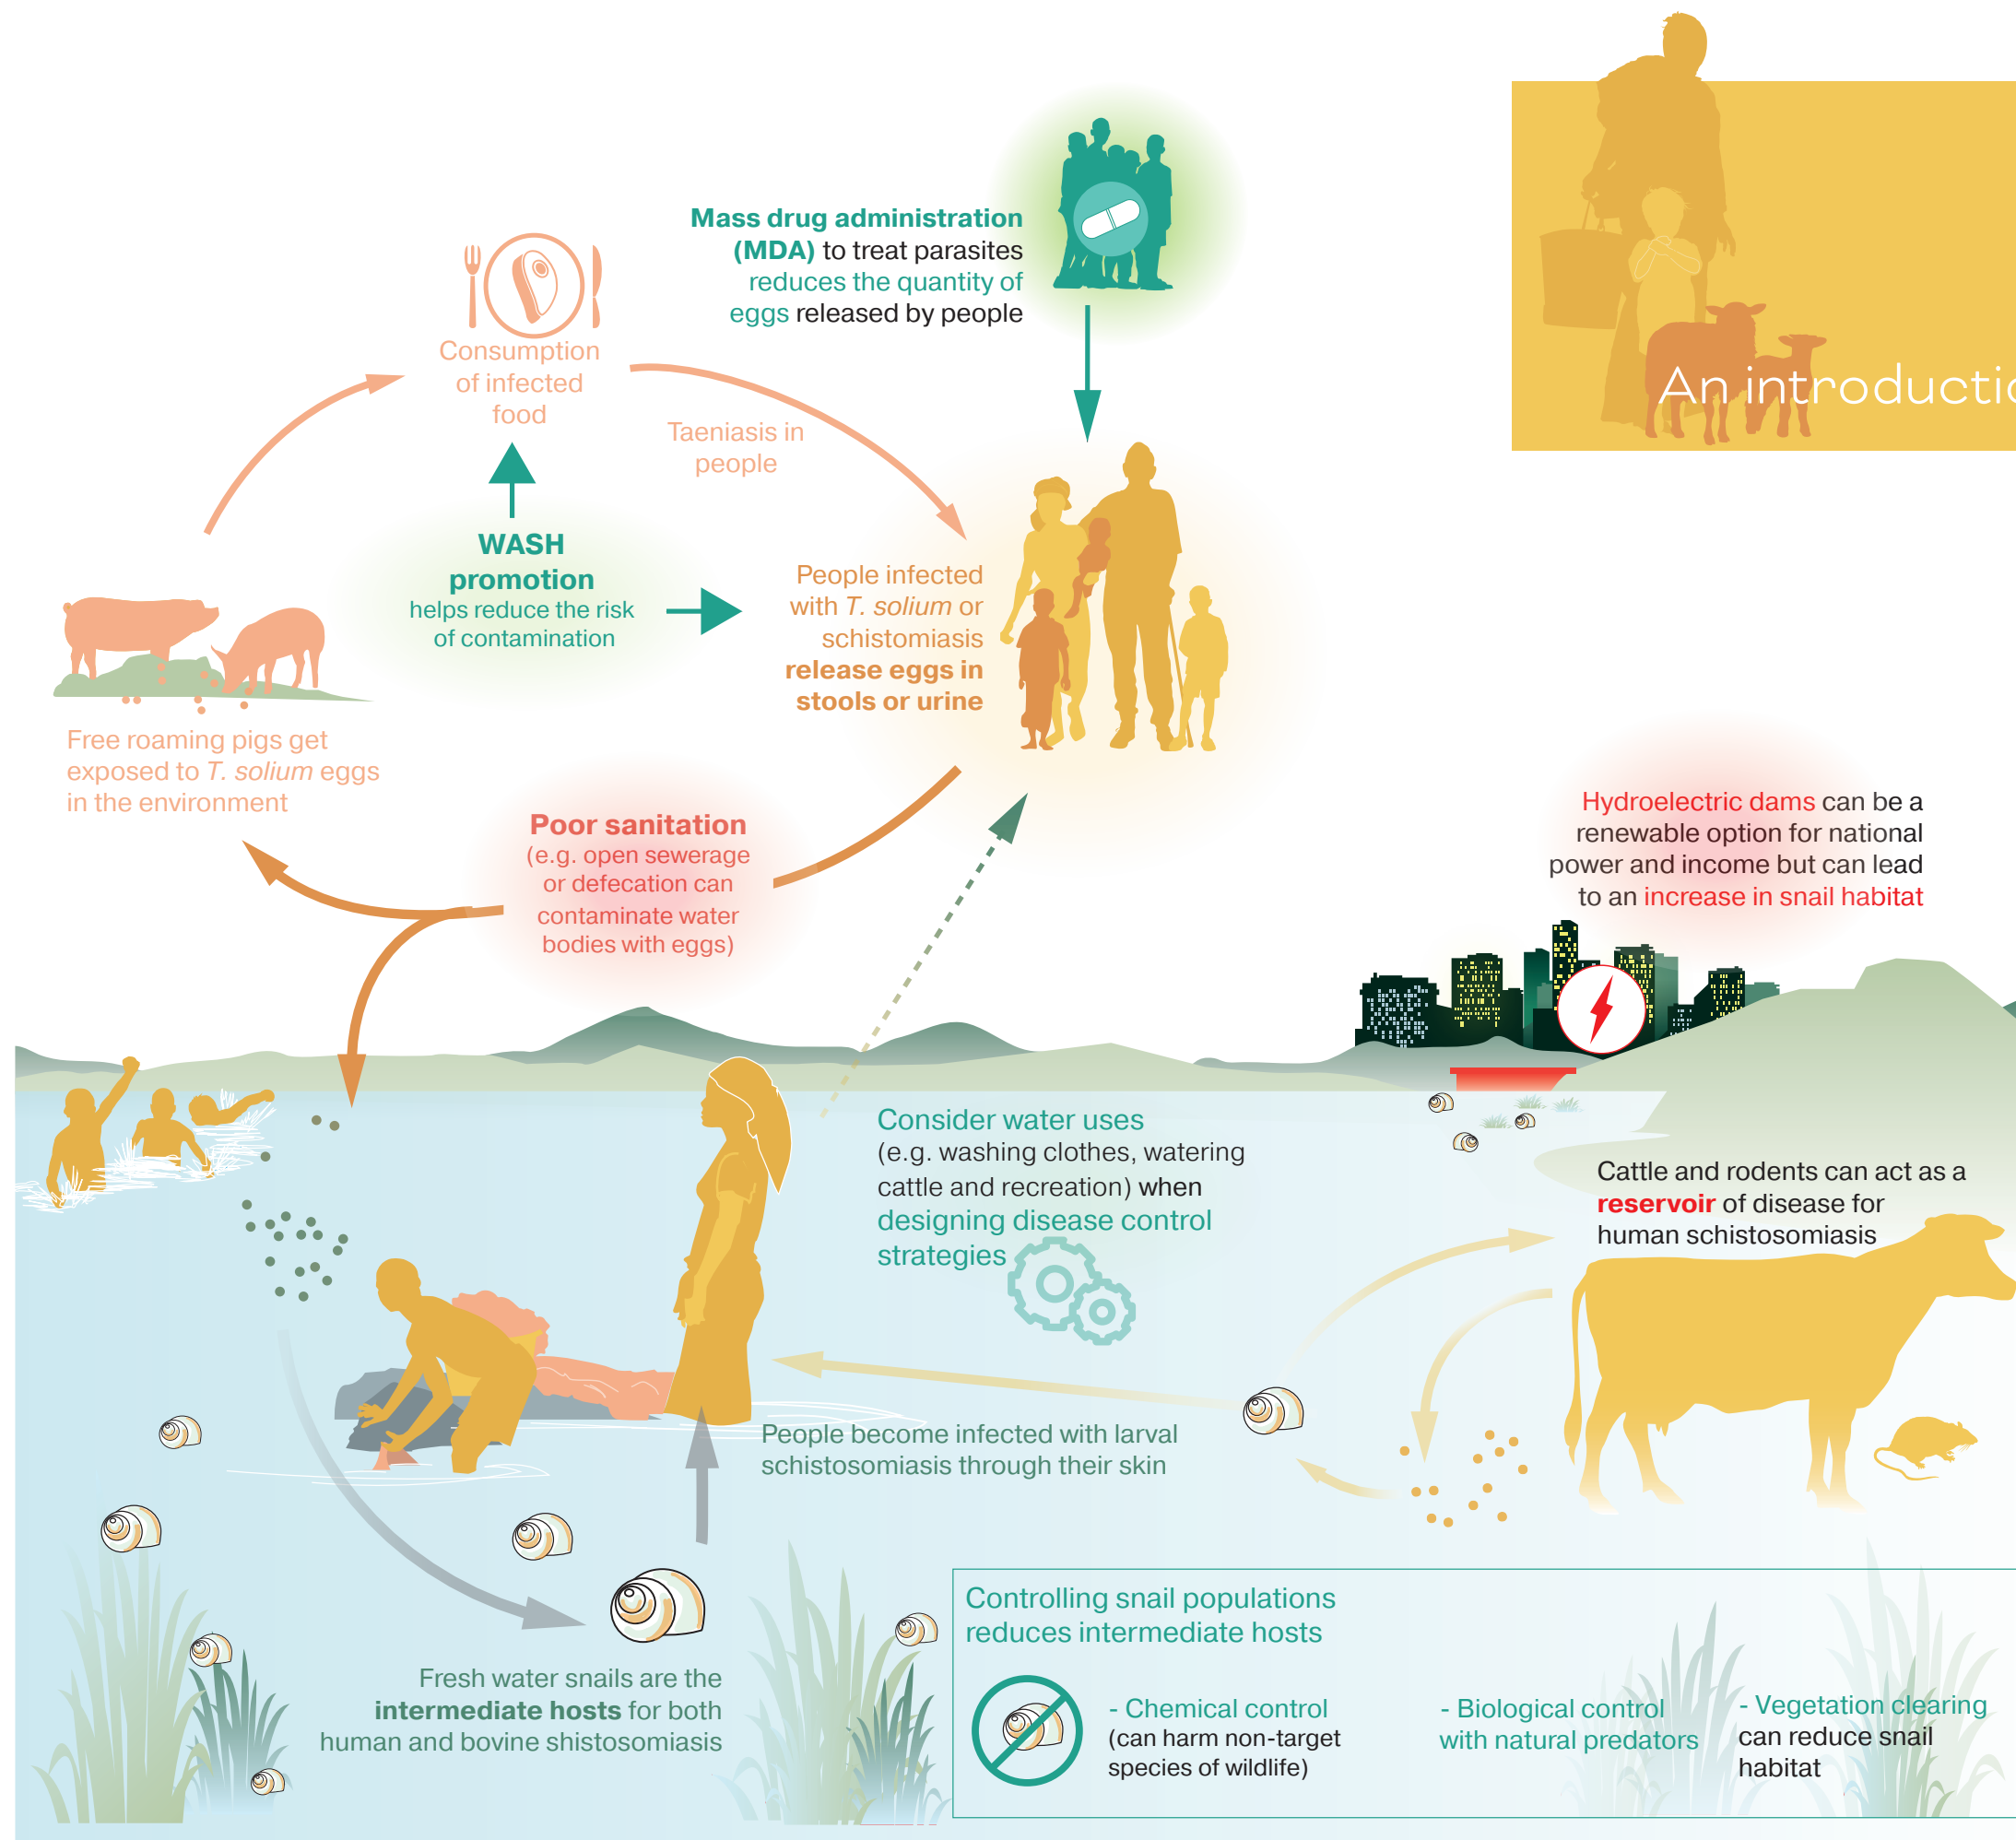 Mass drug administration
(MDA) to treat parasites
reduces the quantity of
eggs released by people
An introductio
Consumption
of infected
food
Taeniasis in
people
WASH
promotion
helps reduce the risk
of contamination
People infected
with T. solium or
schistomiasis
release eggs in
stools or urine
Free roaming pigs get
exposed to T. solium eggs
in the environment
Poor sanitation
(e.g. open sewerage
or defecation can
contaminate water
bodies with eggs)
Hydroelectric dams can be a
renewable option for national
power and income but can lead
to an increase in snail habitat
Consider water uses
(e.g. washing clothes, watering
cattle and recreation) when
designing disease control
strategies
Cattle and rodents can act as a
reservoir of disease for
human schistosomiasis
People become infected with larval
schistosomiasis through their skin
Fresh water snails are the
intermediate hosts for both
human and bovine shistosomiasis
Controlling snail populations
reduces intermediate hosts
- Chemical control
(can harm non-target
species of wildlife)
- Biological control
with natural predators
- Vegetation clearing
can reduce snail
habitat